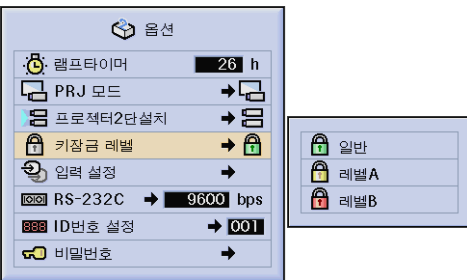 옵션
램프타이머 26 h
PRJ 모드
프로젝터2단설치
키잠금 레벨
입력 설정
RS-232C 9600 bps
888 ID번호 설정 001
비밀번호
일반
레벨A
레벨B